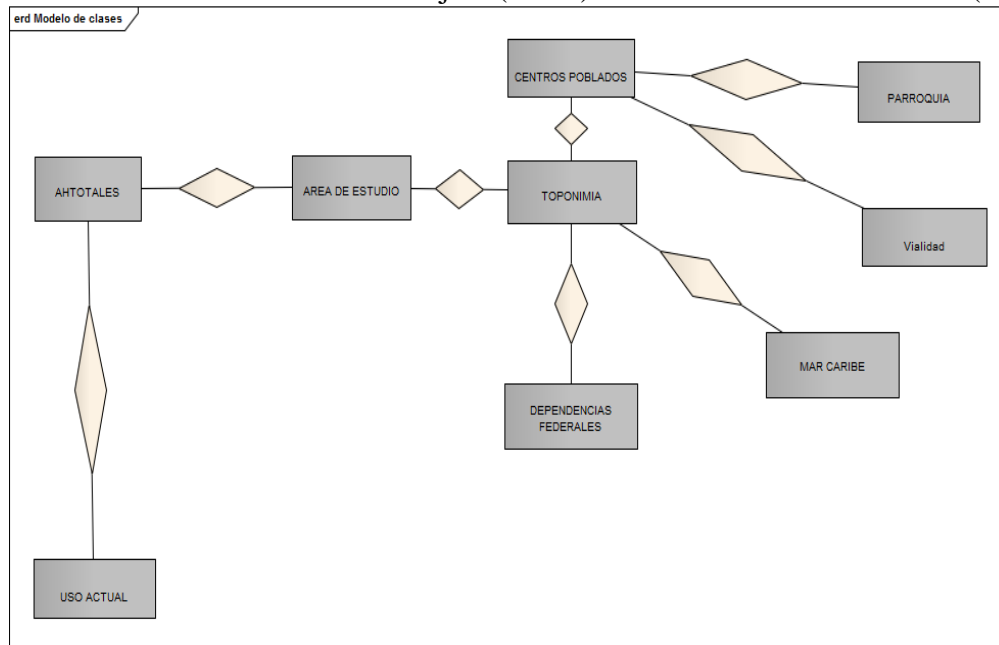 erd Modelo de clases
CENTROS POBLADOS
PARROQUIA
AHTOTALES
AREA DE ESTUDIO
TOPONIMIA
Vialidad
MAR CARIBE
DEPENDENCIAS
FEDERALES
USO ACTUAL